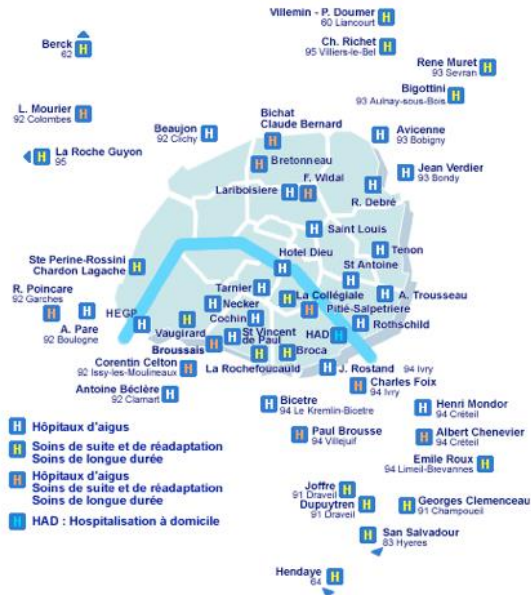 Villemin - P. Doumer
60 Liancourt
Berck
62
Ch. Richet
95 Villiers-le-Bel
Rene Muret
93 Sevran
Bigottini
93 Aulnay-sous-Bois
L. Mourier
92 Colombes
Beaujon
92 Clichy
Bichat
Claude Bernard
Avicenne
93 Bobigny
La Roche Guyon
95
Bretonneau
Jean Verdier
93 Bondy
F. Widal
Lariboisiere
R. Debré
Saint Louis
Hotel Dieu
Tenon
Ste Perine-Rossini
Chardon Lagache
St Antoine
Tarnier
La Collégiale
A. Trousseau
R. Poincare
92 Garches
Necker
Pitié-Salpetriere
HEGP
Cochin
Rothschild
A. Pare
92 Boulogne
Vaugirard
St Vincent
de Paul
HAD
Broussais
Broca
Corentin Celton
92 Issy-les-Moulineaux
La Rochefoucauld
J. Rostand 94 Ivry
Charles Foix
94 Ivry
Antoine Béclère
92 Clamart
Bicetre
94 Le Kremlin-Bicetre
Henri Mondor
94 Créteil
Paul Brousse
94 Villejuif
Albert Chenevier
94 Créteil
Emile Roux
94 Limeil-Brevannes
H Hôpitaux d'aigus
H Soins de suite et de réadaptation
Soins de longue durée
H Hôpitaux d'aigus
Soins de suite et de réadaptation
Soins de longue durée
H HAD : Hospitalisation à domicile
Joffre
91 Draveil
Dupuytren
91 Draveil
Georges Clemenceau
91 Champcueil
San Salvadour
83 Hyeres
Hendaye
64